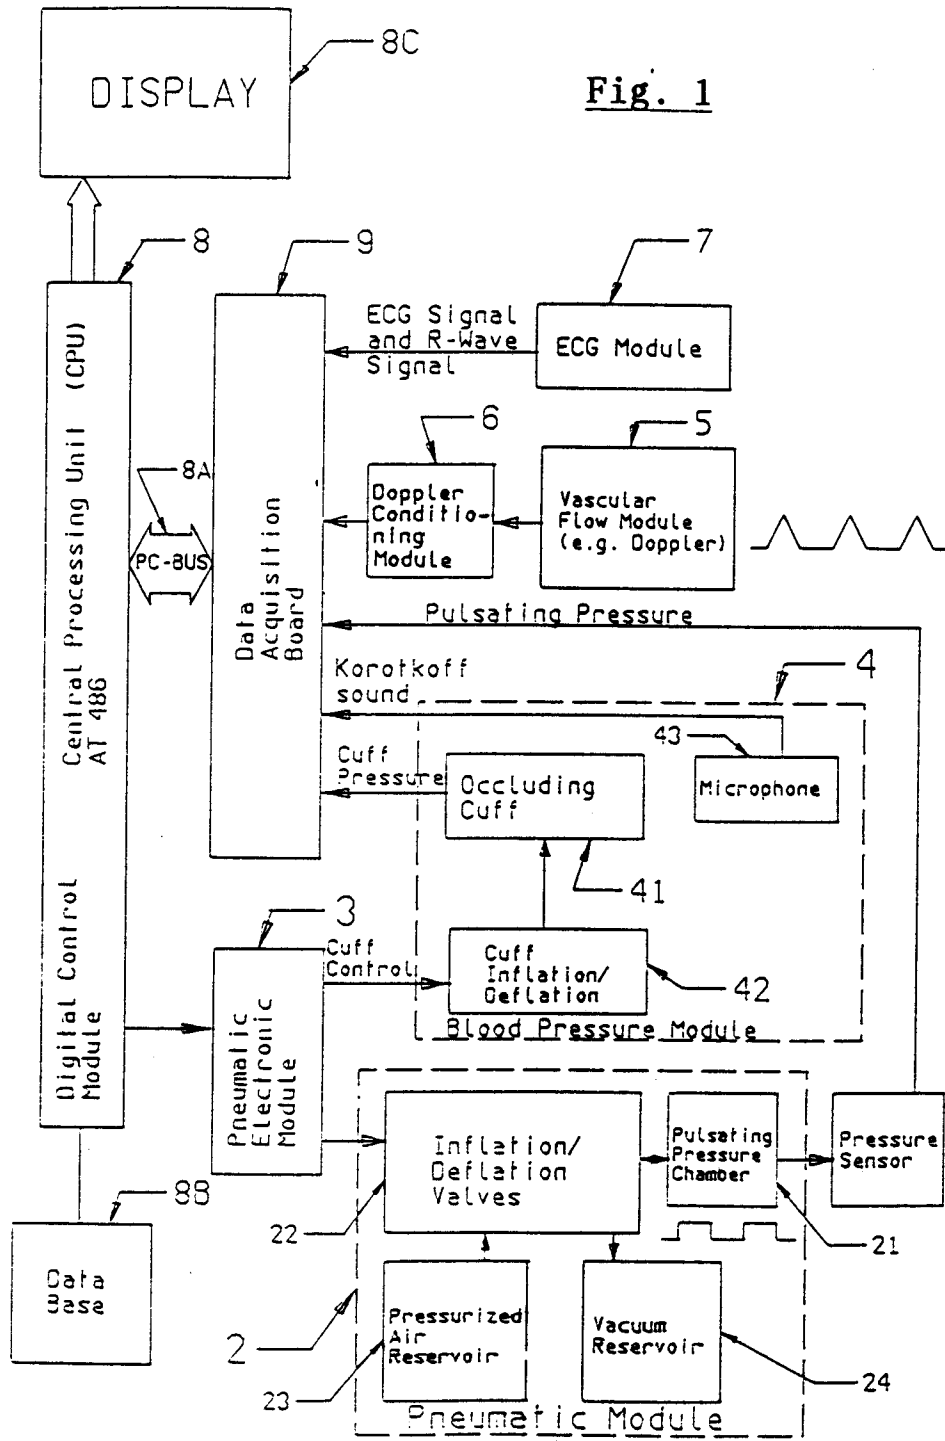 8C
DISPLAY
Fig. 1
8
9
7
ECG Signal
and R-Wave
Signal
ECG Module
Central Processing Unit (CPU)
AT 486
Digital Control
Module
8A
PC-BUS
Data
Acquisition
Board
6
5
Doppler
Conditio-
ning
Module
Vascular
Flow Module
(e.g. Doppler)
Pulsating Pressure
Korotkoff
sound
4
43
Microphone
Cuff
Pressure
Occluding
Cuff
41
3
Cuff
Control
Cuff
Inflation/
Deflation
42
Blood Pressure Module
Pneumatic
Electronic
Module
Inflation/
Deflation
Valves
Pulsating
Pressure
Chamber
Pressure
Sensor
8B
22
21
Data
Base
2
Pressurized
Air
Reservoir
Vacuum
Reservoir
23
24
Pneumatic Module